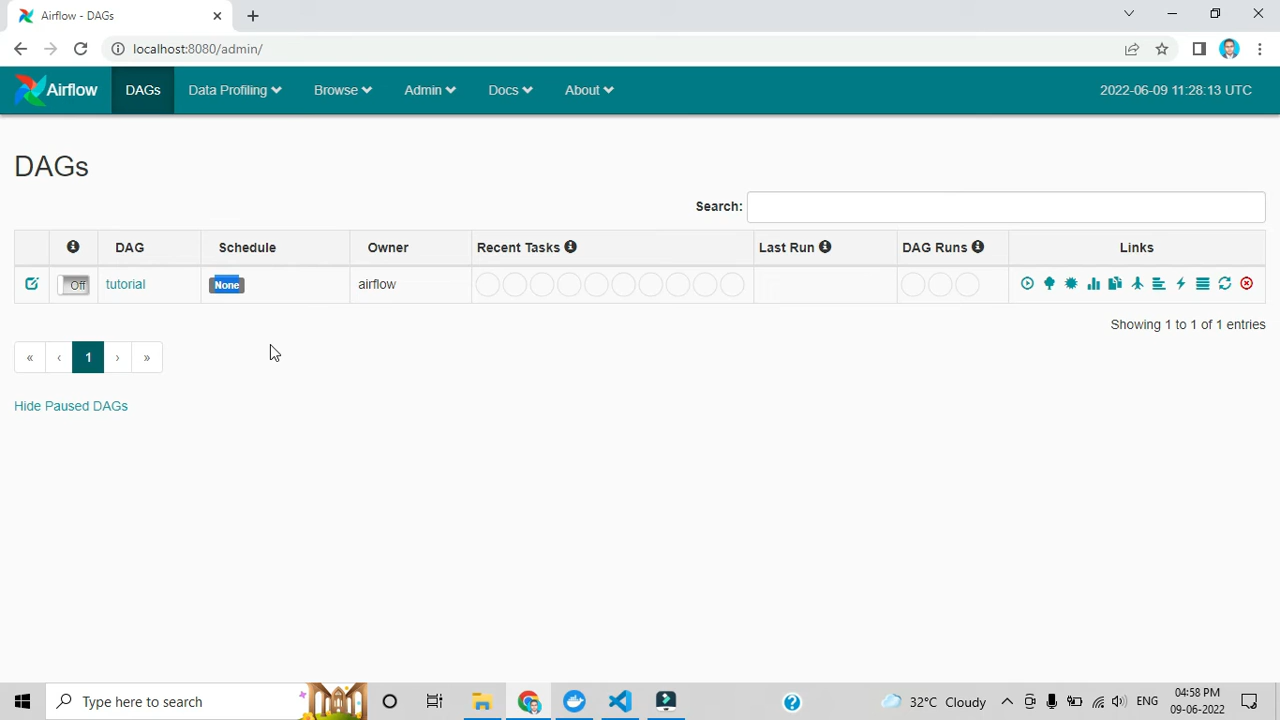 Airflow - DAGs
localhost:8080/admin/
Airflow DAGs Data Profiling Browse Admin Docs About 2022-06-09 11:28:13 UTC
DAGs
Search:
DAG Schedule Owner Recent Tasks Last Run DAG Runs Links
Off tutorial None airflow
Showing 1 to 1 of 1 entries
« ‹ 1 › »
Hide Paused DAGs
Type here to search 32°C Cloudy ENG 04:58 PM
09-06-2022